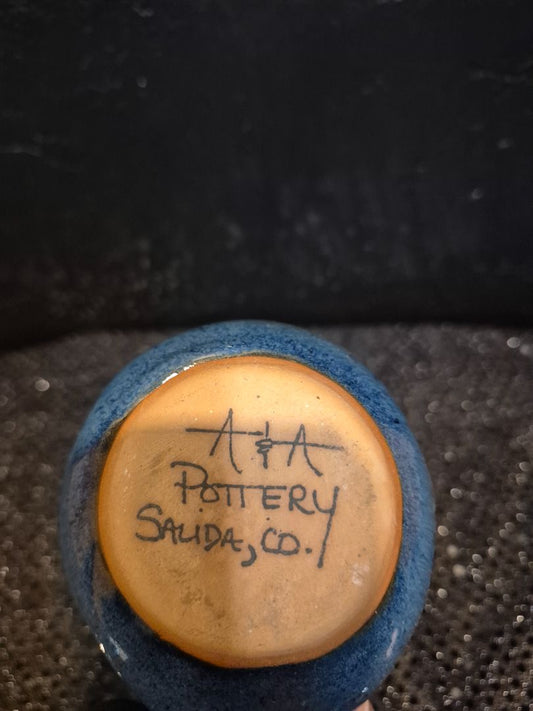 A & A
POTTERY
SALIDA, CO.